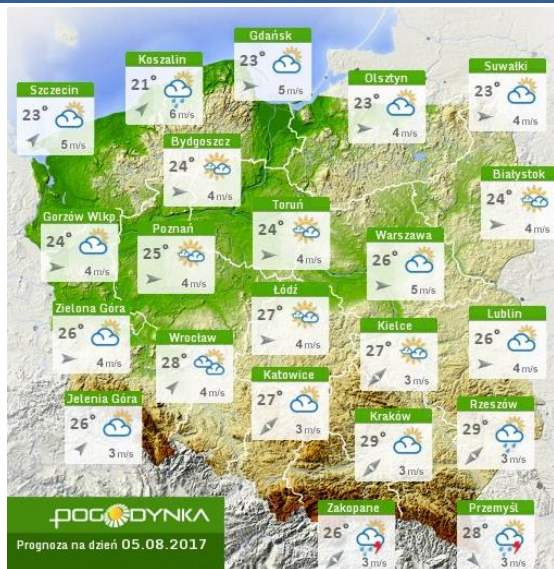 Gdańsk
23°
5 m/s
Koszalin
21°
6 m/s
Suwałki
23°
4 m/s
Olsztyn
23°
4 m/s
Szczecin
23°
5 m/s
Bydgoszcz
24°
4 m/s
Białystok
24°
4 m/s
Toruń
24°
4 m/s
Gorzów Wlkp
24°
4 m/s
Poznań
25°
4 m/s
Warszawa
26°
5 m/s
Łódź
27°
4 m/s
Zielona Góra
26°
4 m/s
Lublin
26°
4 m/s
Kielce
27°
3 m/s
Wrocław
28°
4 m/s
Katowice
27°
3 m/s
Jelenia Góra
26°
3 m/s
Rzeszów
29°
3 m/s
Kraków
29°
3 m/s
Zakopane
26°
3 m/s
Przemyśl
28°
3 m/s
POGODYNKA
Prognoza na dzień 05.08.2017